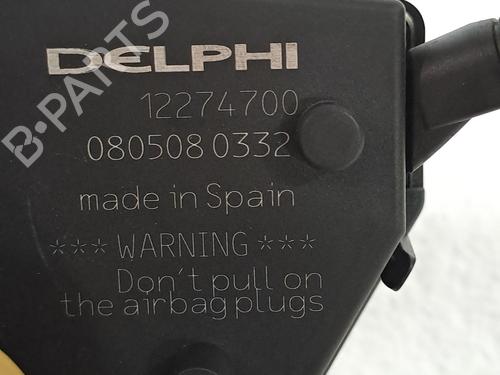 DELPHI
12274700
080508 0332
made in Spain
*** WARNING ***
Don't pull on
the airbag plugs
B-PARTS